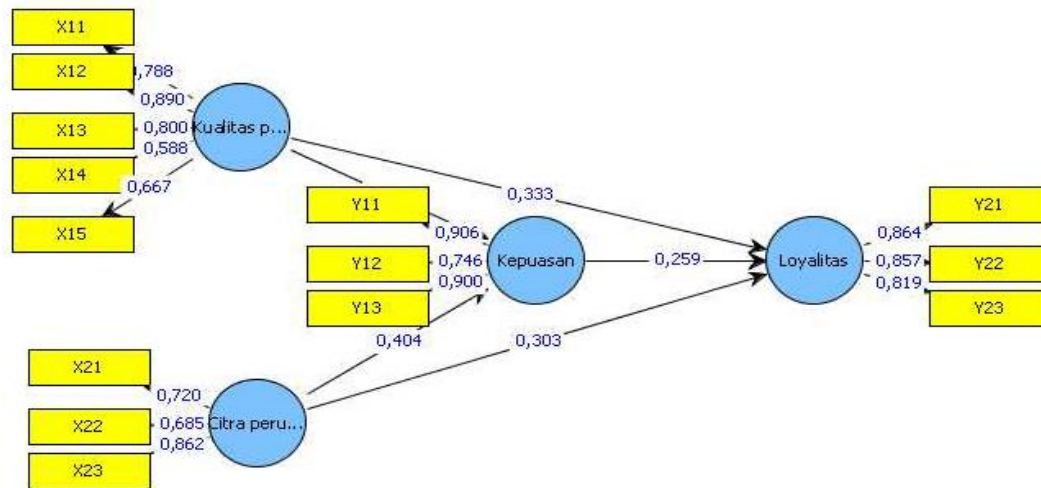 X11
X12
X13
X14
X15
0,788
0,890
0,800
0,588
0,667
Kualitas p...
0,333
Y11
Y12
Y13
0,906
0,746
0,900
Kepuasan
0,259
Loyalitas
0,864
0,857
0,819
Y21
Y22
Y23
0,404
0,303
X21
X22
X23
0,720
0,685
0,862
Citra peru...